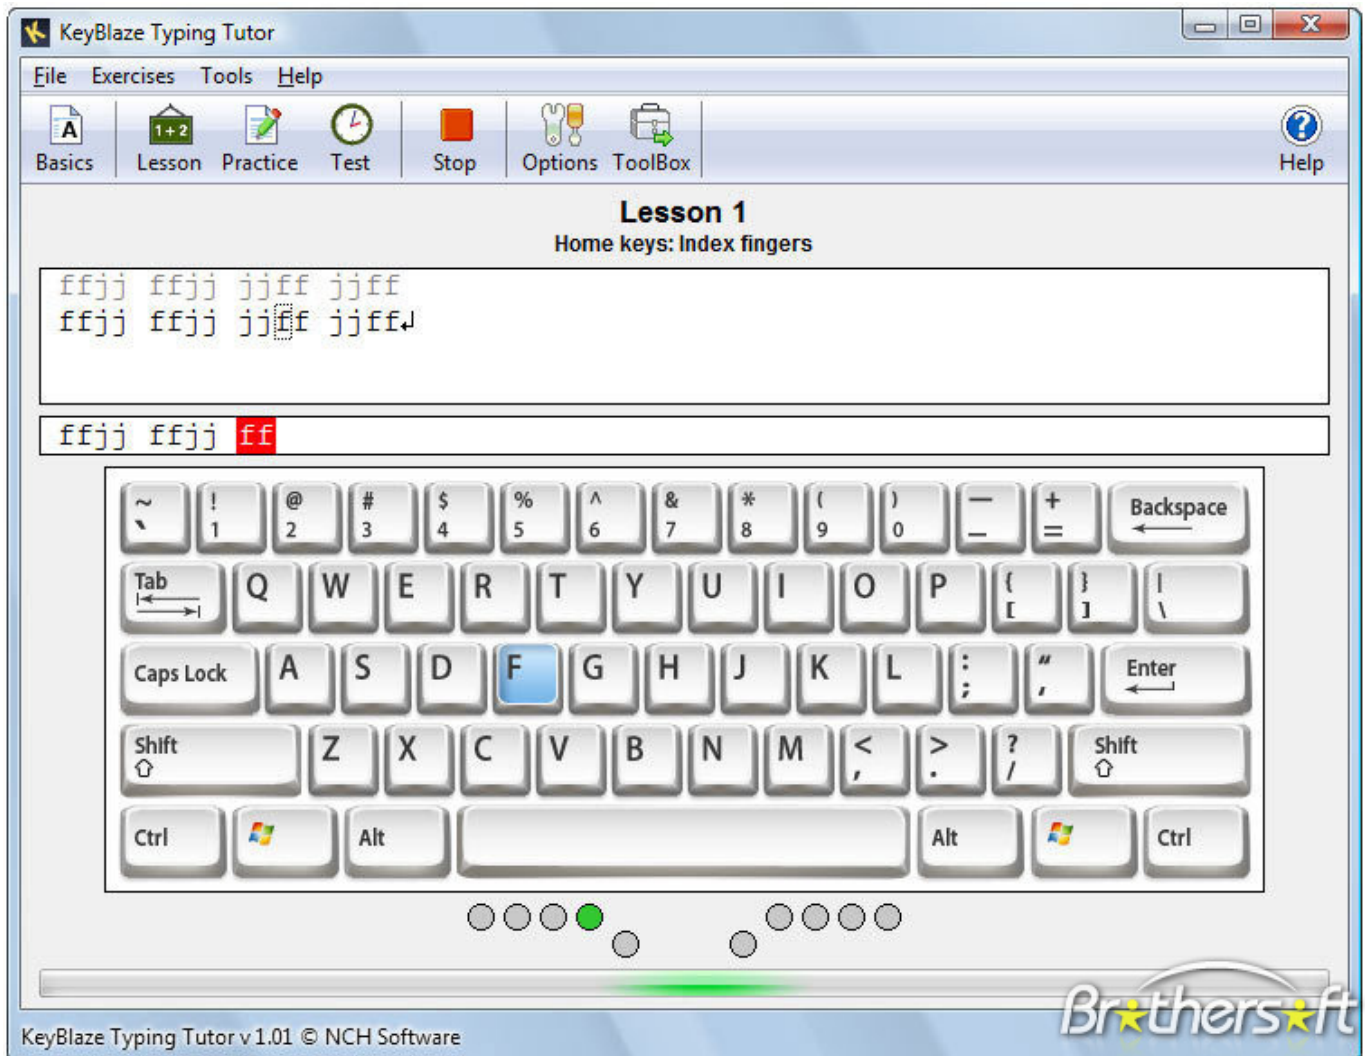 KeyBlaze Typing Tutor
File Exercises Tools Help
Basics Lesson Practice Test Stop Options ToolBox Help
Lesson 1
Home keys: Index fingers
ffjj ffjj jjff jjff
ffjj ffjj jjff jjff↵
ffjj ffjj ff
~ ! @ # $ % ^ & * ( ) — + Backspace
` 1 2 3 4 5 6 7 8 9 0 – =
Tab Q W E R T Y U I O P { } |
[ ] \
Caps Lock A S D F G H J K L : " Enter
; ,
Shift Z X C V B N M < > ? Shift
, . /
Ctrl Alt Alt Ctrl
Brothersoft
KeyBlaze Typing Tutor v 1.01 © NCH Software